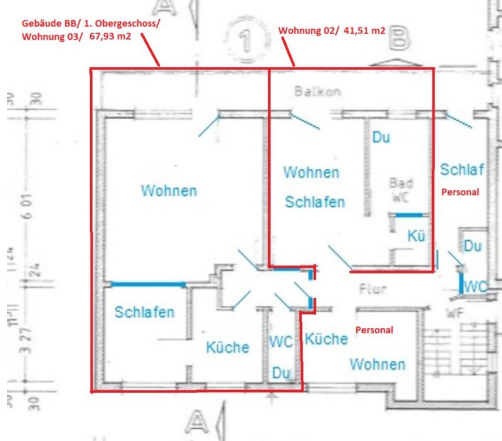 A
Gebäude BB/ 1. Obergeschoss/
Wohnung 03/ 67,93 m2
Wohnung 02/ 41,51 m2
1
B
Balkon
30
Du
Wohnen
Schlafen
Schlaf
Personal
Wohnen
Bad
WC
6 01
Kü
Du
24
Flur
WC
WF
Schlafen
Küche
WC
Du
Küche
Personal
Wohnen
3 27
30
A